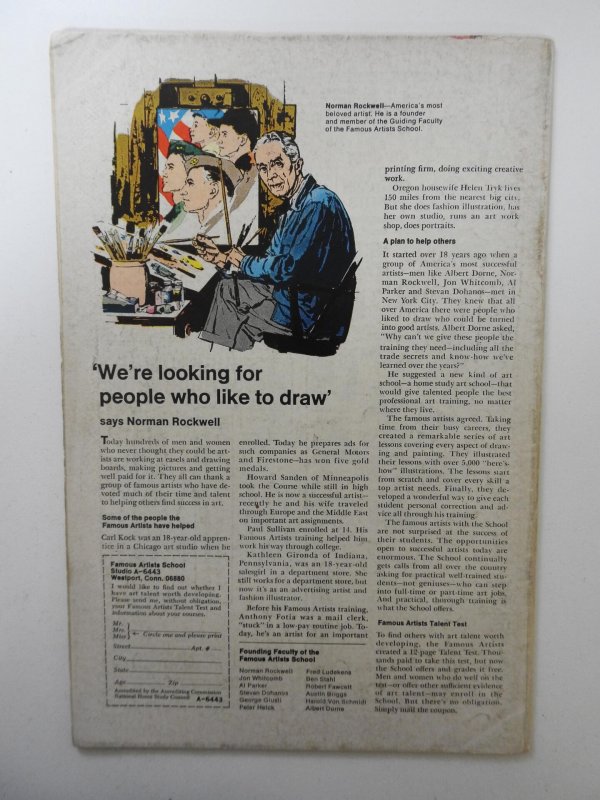 Norman Rockwell—America's most
beloved artist. He is a founder
and member of the Guiding Faculty
of the Famous Artists School.
'We're looking for
people who like to draw'
says Norman Rockwell
Today hundreds of men and women
who never thought they could be art-
ists are working at easels and drawing
boards, making pictures and getting
well paid for it. They all can thank a
group of famous artists who have de-
voted much of their time and talent
to helping others find success in art.
Some of the people the
Famous Artists have helped
Carl Kock was an 18-year-old appren-
tice in a Chicago art studio when he
Famous Artists School
Studio A-6443
Westport, Conn. 06880
I would like to find out whether I
have art talent worth developing.
Please send me, without obligation,
your Famous Artists Talent Test and
information about your courses.
Mr.
Mrs.
Miss
Circle one and please print
Street
Apt. #
City
State
Age
Zip
Accredited by the Accrediting Commission
National Home Study Council A-6443
enrolled. Today he prepares ads for
such companies as General Motors
and Firestone—has won five gold
medals.
Howard Sanden of Minneapolis
took the Course while still in high
school. He is now a successful artist—
recently he and his wife traveled
through Europe and the Middle East
on important art assignments.
Paul Sullivan enrolled at 14. His
Famous Artists training helped him
work his way through college.
Kathleen Gironda of Indiana,
Pennsylvania, was an 18-year-old
salesgirl in a department store. She
still works for a department store, but
now it's as an advertising artist and
fashion illustrator.
Before his Famous Artists training,
Anthony Fotia was a mail clerk,
"stuck" in a low-pay routine job. To-
day, he's an artist for an important
Founding Faculty of the
Famous Artists School
Norman Rockwell
Jon Whitcomb
Al Parker
Stevan Dohanos
George Giusti
Peter Helck
Fred Ludekens
Ben Stahl
Robert Fawcett
Austin Briggs
Harold Von Schmidt
Albert Dorne
printing firm, doing exciting creative
work.
Oregon housewife Helen Tryk lives
150 miles from the nearest big city.
But she does fashion illustration, has
her own studio, runs an art work
shop, does portraits.
A plan to help others
It started over 18 years ago when a
group of America's most successful
artists—men like Albert Dorne, Nor-
man Rockwell, Jon Whitcomb, Al
Parker and Stevan Dohanos—met in
New York City. They knew that all
over America there were people who
liked to draw who could be turned
into good artists. Albert Dorne asked,
"Why can't we give these people the
training they need—including all the
trade secrets and know-how we've
learned over the years?"
He suggested a new kind of art
school—a home study art school—that
would give talented people the best
professional art training, no matter
where they live.
The famous artists agreed. Taking
time from their busy careers, they
created a remarkable series of art
lessons covering every aspect of draw-
ing and painting. They illustrated
their lessons with over 5,000 "here's-
how" illustrations. The lessons start
from scratch and cover every skill a
top artist needs. Finally, they de-
veloped a wonderful way to give each
student personal correction and ad-
vice all through his training.
The famous artists with the School
are not surprised at the success of
their students. The opportunities
open to successful artists today are
enormous. The School continually
gets calls from all over the country
asking for practical well-trained stu-
dents—not geniuses—who can step
into full-time or part-time art jobs.
And practical, thorough training is
what the School offers.
Famous Artists Talent Test
To find others with art talent worth
developing, the Famous Artists
created a 12-page Talent Test. Thou-
sands paid to take this test, but now
the School offers and grades it free.
Men and women who do well on the
test—or offer other sufficient evidence
of art talent—may enroll in the
School. But there's no obligation.
Simply mail the coupon.